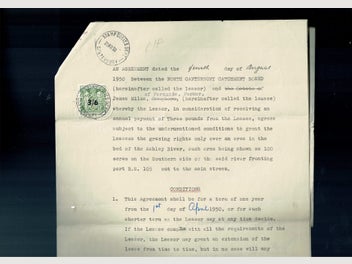 AN AGREEMENT dated the fourth day of August
1950 between the NORTH CANTERBURY CATCHMENT BOARD
(hereinafter called the lessor) and
of Fernside, Farmer,
James Allen, (hereinafter called the lessee)
whereby the Lessor, in consideration of receiving an
annual payment of Three pounds from the Lessee, agrees
subject to the undermentioned conditions to grant the
Lessee the grazing rights only over an area in the
bed of the Ashley River, such area being about 100
acres on the Southern side of the said river fronting
part R.S. 105 out to the main stream.
3/6
CONDITIONS
1. This Agreement shall be for a term of one year
from the 1st day of April 1950, or for such
shorter term as the Lessor may at any time decide.
If the Lessee complies with all the requirements of the
Lessor, the Lessor may grant an extension of the
lease from time to time, but in no case will any